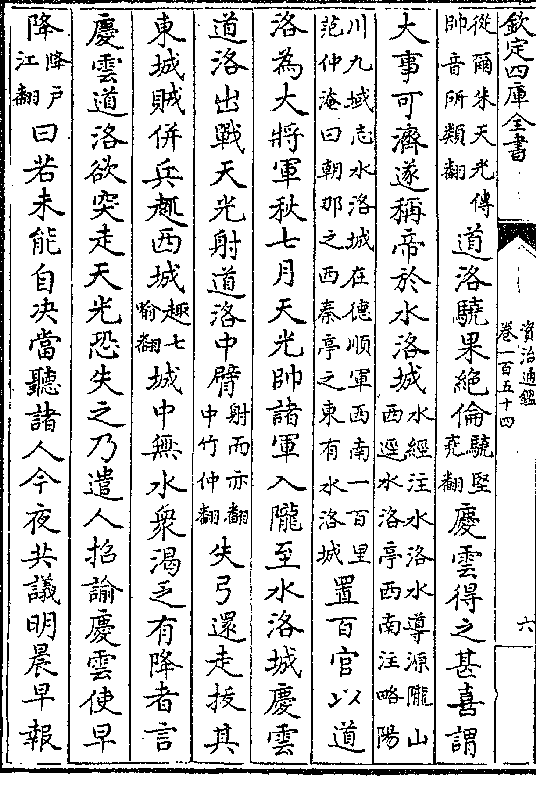 欽定四庫全書
資治通鑑
卷一百五十四
六
從爾朱天光傳
帥音所類翻
道洛驍果絶倫
驍堅
堯翻
慶雲得之甚喜謂
大事可濟遂稱帝於水洛城
水經注水洛水導源隴山
西逕水洛亭西南注略陽
川九域志水洛城在德順軍西南一百里
范仲淹曰朝那之西秦亭之東有水洛城
置百官以道
洛為大將軍秋七月天光帥諸軍入隴至水洛城慶雲
道洛出戰天光射道洛中臂
射而亦翻
中竹仲翻
失弓還走拔其
東城賊併兵趣西城
趣七
喻翻
城中無水衆渴乏有降者言
慶雲道洛欲突走天光恐失之乃遣人招諭慶雲使早
降
降户
江翻
曰若未能自决當聽諸人今夜共議明晨早報